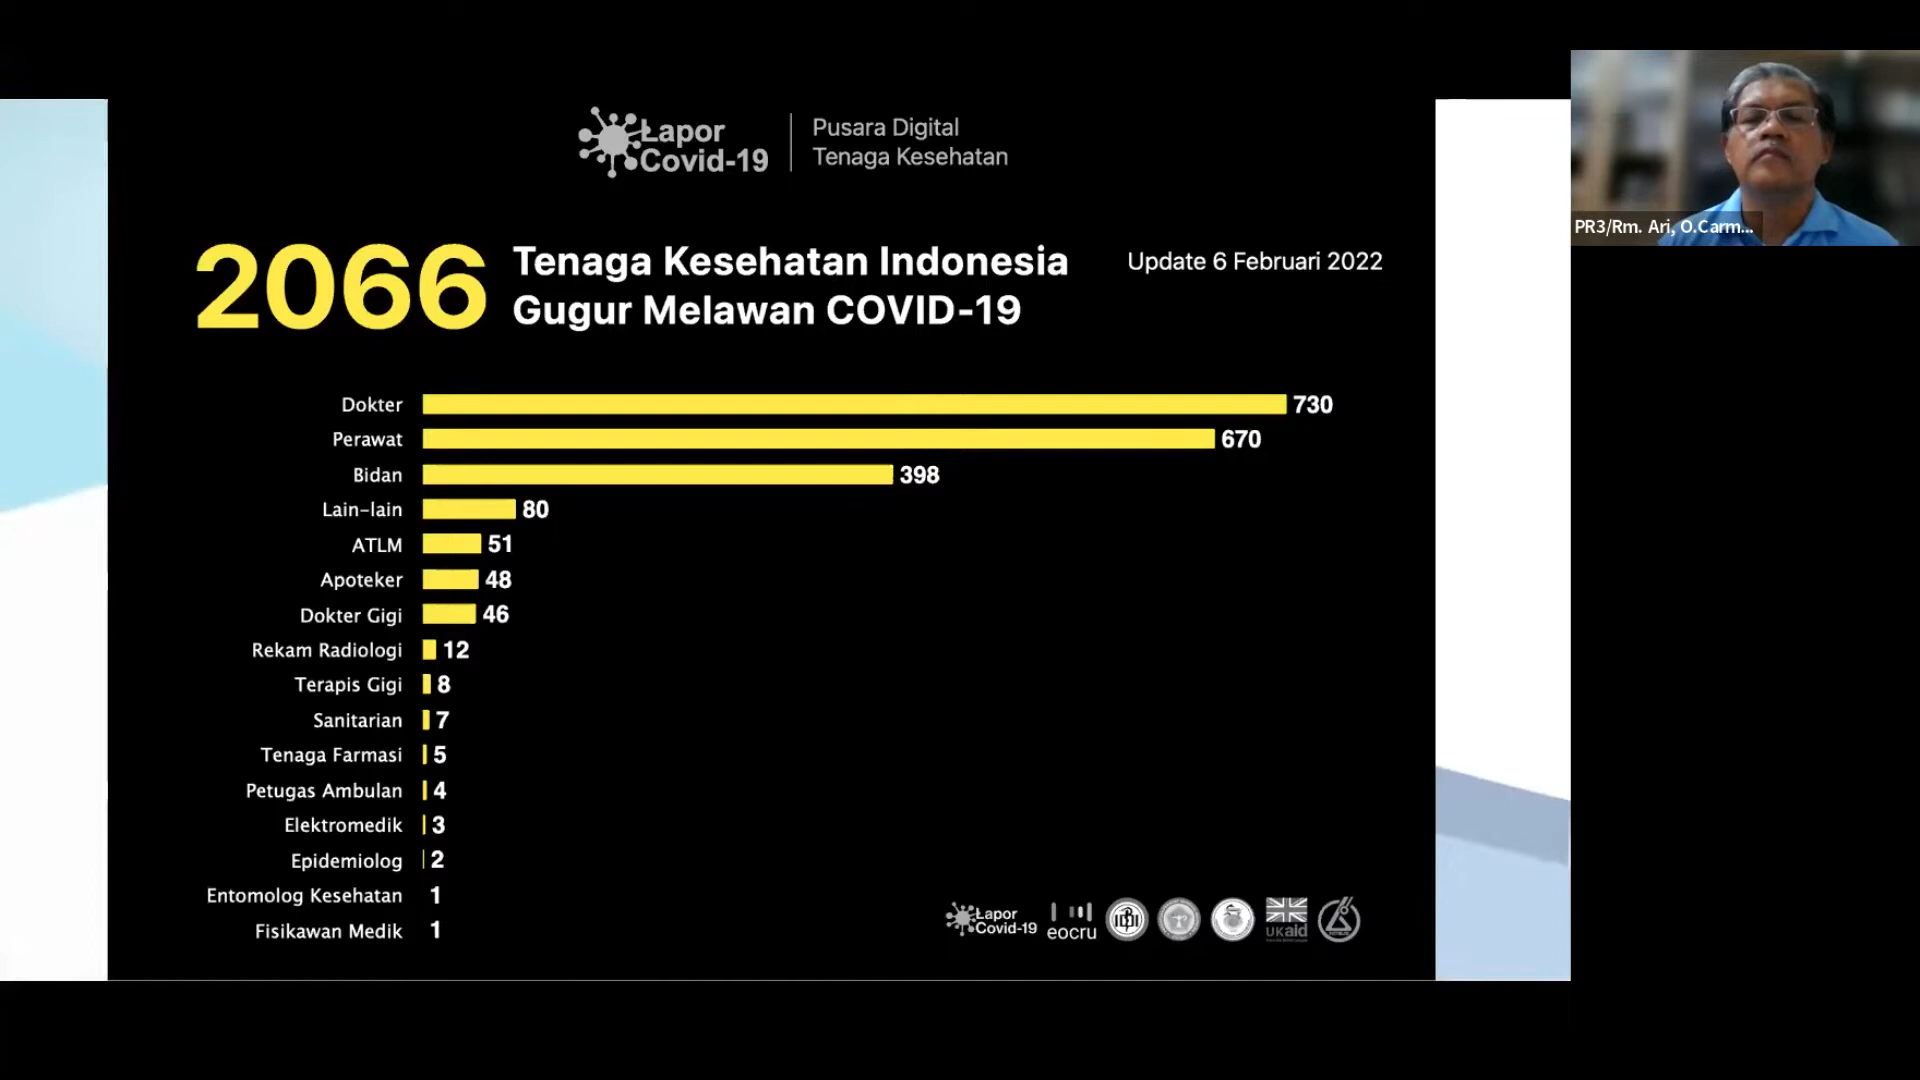 Lapor
Covid-19
Pusara Digital
Tenaga Kesehatan
PR3/Rm. Ari, O.Carm...
2066
Tenaga Kesehatan Indonesia
Gugur Melawan COVID-19
Update 6 Februari 2022
Dokter 730
Perawat 670
Bidan 398
Lain-lain 80
ATLM 51
Apoteker 48
Dokter Gigi 46
Rekam Radiologi 12
Terapis Gigi 8
Sanitarian 7
Tenaga Farmasi 5
Petugas Ambulan 4
Elektromedik 3
Epidemiolog 2
Entomolog Kesehatan 1
Fisikawan Medik 1
Lapor
Covid-19
eocru
IBI
UKaid